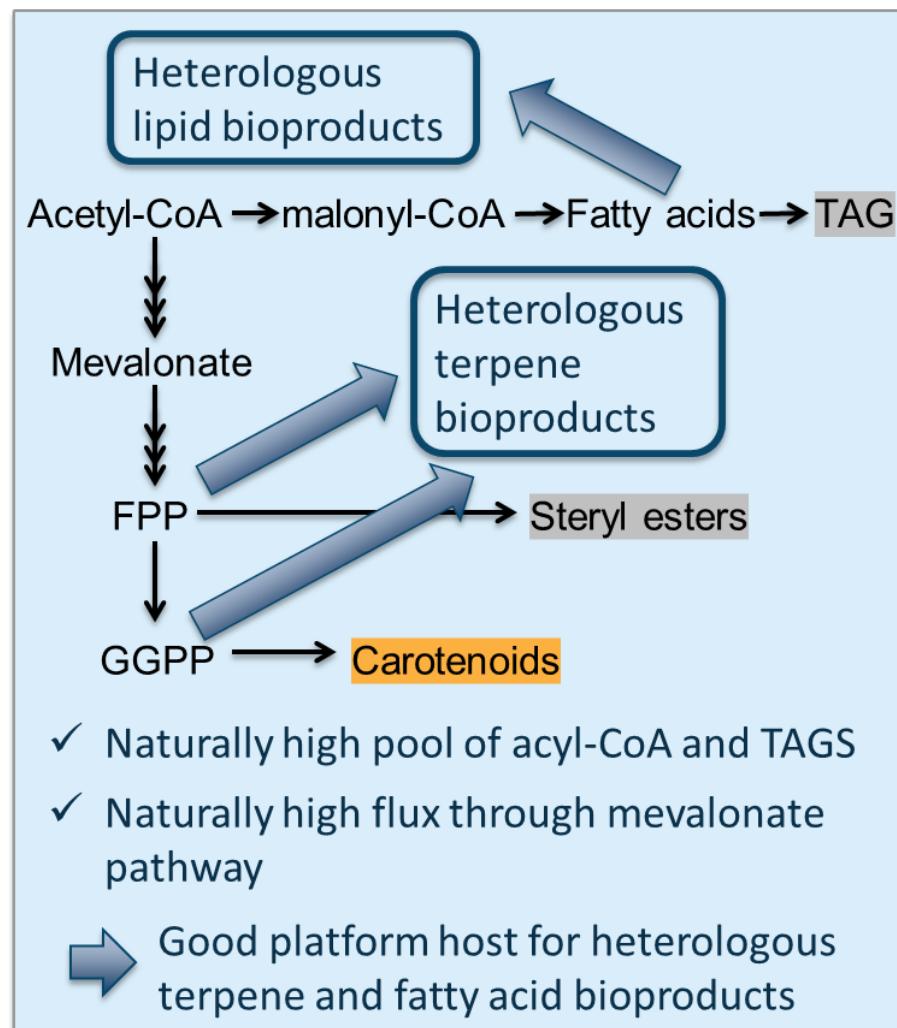 Heterologous
lipid bioproducts
Acetyl-CoA malonyl-CoA Fatty acids TAG
Heterologous
terpene
bioproducts
Mevalonate
FPP
Steryl esters
GGPP
Carotenoids
✓ Naturally high pool of acyl-CoA and TAGS
✓ Naturally high flux through mevalonate
pathway
Good platform host for heterologous
terpene and fatty acid bioproducts